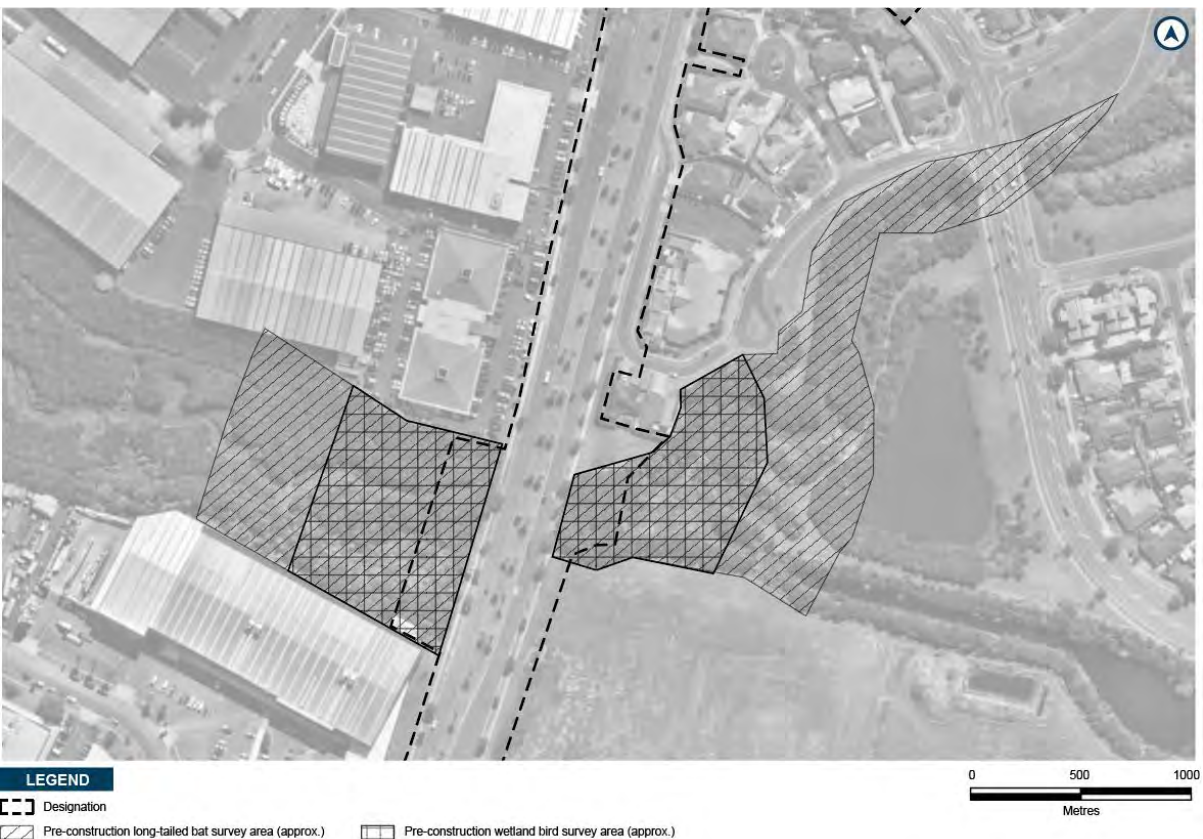 LEGEND
Designation
Pre-construction long-tailed bat survey area (approx.)
Pre-construction wetland bird survey area (approx.)
0 500 1000
Metres